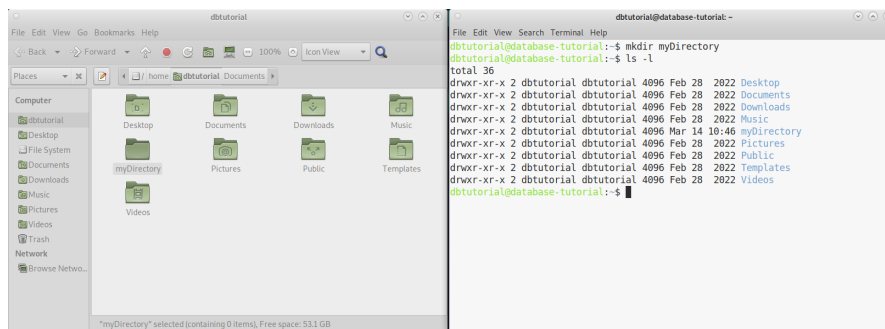 dbtutorial
File Edit View Go Bookmarks Help
Back Forward 100% Icon View
Places / home dbtutorial Documents
Computer
dbtutorial
Desktop
File System
Documents
Downloads
Music
Pictures
Videos
Trash
Network
Browse Netwo...
Desktop Documents Downloads Music
myDirectory Pictures Public Templates
Videos
"myDirectory" selected (containing 0 items), Free space: 53.1 GB
dbtutorial@database-tutorial: ~
File Edit View Search Terminal Help
dbtutorial@database-tutorial:~$ mkdir myDirectory
dbtutorial@database-tutorial:~$ ls -l
total 36
drwxr-xr-x 2 dbtutorial dbtutorial 4096 Feb 28 2022 Desktop
drwxr-xr-x 2 dbtutorial dbtutorial 4096 Feb 28 2022 Documents
drwxr-xr-x 2 dbtutorial dbtutorial 4096 Feb 28 2022 Downloads
drwxr-xr-x 2 dbtutorial dbtutorial 4096 Feb 28 2022 Music
drwxr-xr-x 2 dbtutorial dbtutorial 4096 Mar 14 10:46 myDirectory
drwxr-xr-x 2 dbtutorial dbtutorial 4096 Feb 28 2022 Pictures
drwxr-xr-x 2 dbtutorial dbtutorial 4096 Feb 28 2022 Public
drwxr-xr-x 2 dbtutorial dbtutorial 4096 Feb 28 2022 Templates
drwxr-xr-x 2 dbtutorial dbtutorial 4096 Feb 28 2022 Videos
dbtutorial@database-tutorial:~$